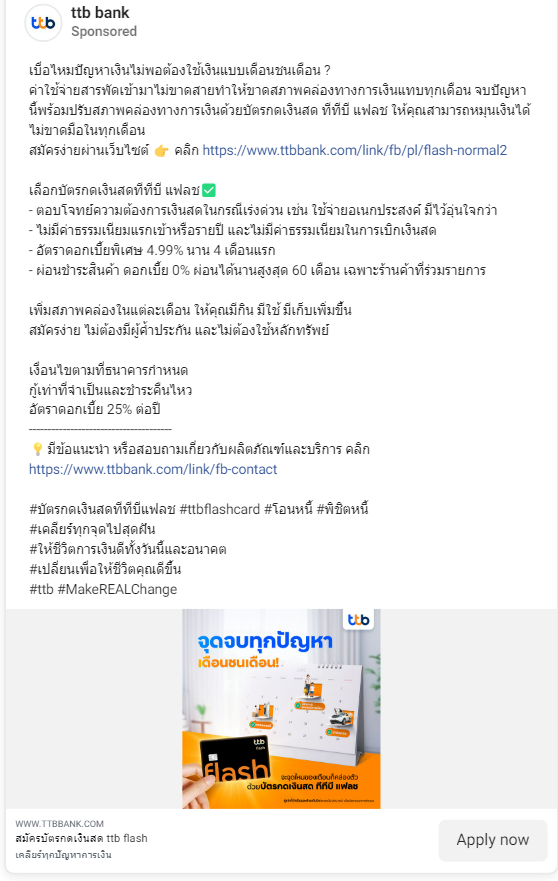 ttb
ttb bank
Sponsored
เบื่อไหมปัญหาเงินไม่พอต้องใช้เงินแบบเดือนชนเดือน ?
ค่าใช้จ่ายสารพัดเข้ามาไม่ขาดสายทำให้ขาดสภาพคล่องทางการเงินแทบทุกเดือน จบปัญหา
นี้พร้อมปรับสภาพคล่องทางการเงินด้วยบัตรกดเงินสด ทีทีบี แฟลช ให้คุณสามารถหมุนเงินได้
ไม่ขาดมือในทุกเดือน
สมัครง่ายผ่านเว็บไซต์ 👉 คลิก https://www.ttbbank.com/link/fb/pl/flash-normal2
เลือกบัตรกดเงินสดทีทีบี แฟลช✅
- ตอบโจทย์ความต้องการเงินสดในกรณีเร่งด่วน เช่น ใช้จ่ายอเนกประสงค์ มีไว้อุ่นใจกว่า
- ไม่มีค่าธรรมเนียมแรกเข้าหรือรายปี และไม่มีค่าธรรมเนียมในการเบิกเงินสด
- อัตราดอกเบี้ยพิเศษ 4.99% นาน 4 เดือนแรก
- ผ่อนชำระสินค้า ดอกเบี้ย 0% ผ่อนได้นานสูงสุด 60 เดือน เฉพาะร้านค้าที่ร่วมรายการ
เพิ่มสภาพคล่องในแต่ละเดือน ให้คุณมีกิน มีใช้ มีเก็บเพิ่มขึ้น
สมัครง่าย ไม่ต้องมีผู้ค้ำประกัน และไม่ต้องใช้หลักทรัพย์
เงื่อนไขตามที่ธนาคารกำหนด
กู้เท่าที่จำเป็นและชำระคืนไหว
อัตราดอกเบี้ย 25% ต่อปี
---------------------------------------
💡มีข้อแนะนำ หรือสอบถามเกี่ยวกับผลิตภัณฑ์และบริการ คลิก
https://www.ttbbank.com/link/fb-contact
#บัตรกดเงินสดทีทีบีแฟลช #ttbflashcard #โอนหนี้ #พิชิตหนี้
#เคลียร์ทุกจุดไปสุดฝัน
#ให้ชีวิตการเงินดีทั้งวันนี้และอนาคต
#เปลี่ยนเพื่อให้ชีวิตคุณดีขึ้น
#ttb #MakeREALChange
ttb
จุดจบทุกปัญหา
เดือนชนเดือน!
ttb
flash
flash
จะจุดไหนของเดือนก็คล่องตัว
ด้วยบัตรกดเงินสด ทีทีบี แฟลช
WWW.TTBBANK.COM
สมัครบัตรกดเงินสด ttb flash
เคลียร์ทุกปัญหาการเงิน
Apply now